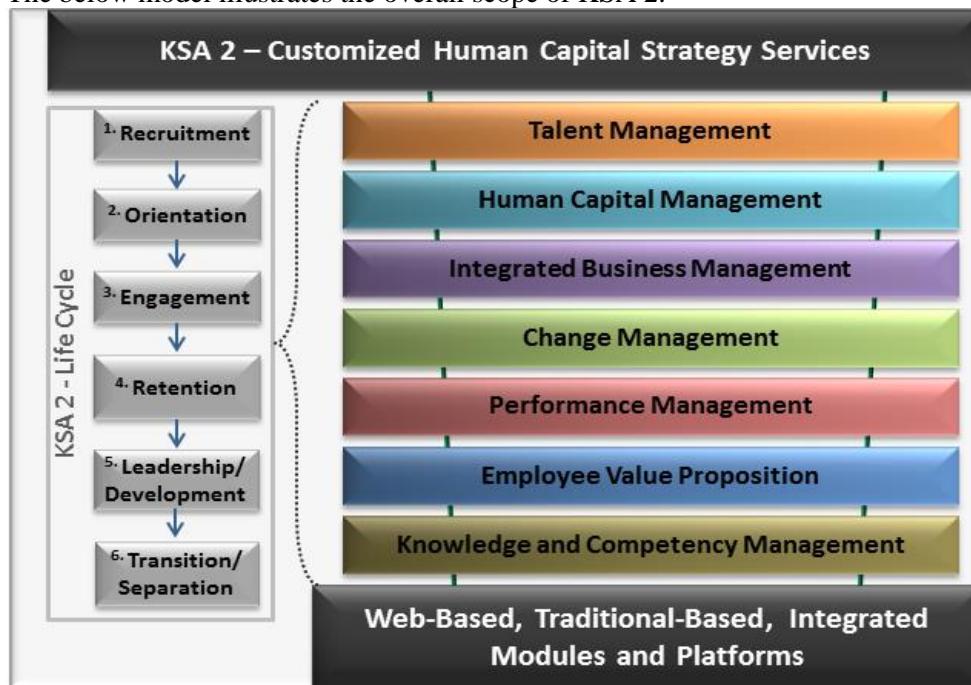 The below model illustrates the overall scope of KSA 2.
KSA 2 – Customized Human Capital Strategy Services
KSA 2 - Life Cycle
1. Recruitment
2. Orientation
3. Engagement
4. Retention
5. Leadership/
Development
6. Transition/
Separation
Talent Management
Human Capital Management
Integrated Business Management
Change Management
Performance Management
Employee Value Proposition
Knowledge and Competency Management
Web-Based, Traditional-Based, Integrated
Modules and Platforms